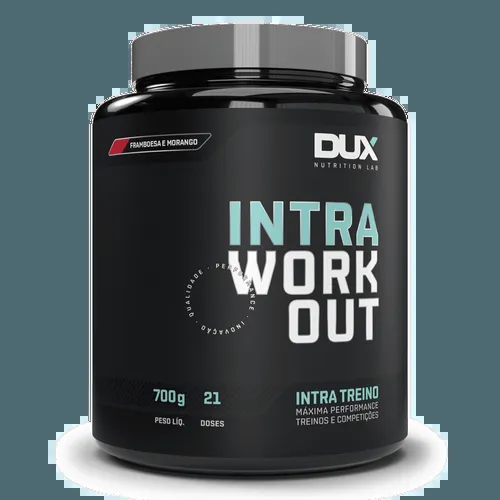 FRAMBOESA E MORANGO
DUX
NUTRITION LAB
INTRA
WORK
OUT
QUALIDADE · PERFORMANCE · INOVAÇÃO ·
700g 21
PESO LÍQ. DOSES
INTRA TREINO
MÁXIMA PERFORMANCE
TREINOS E COMPETIÇÕES